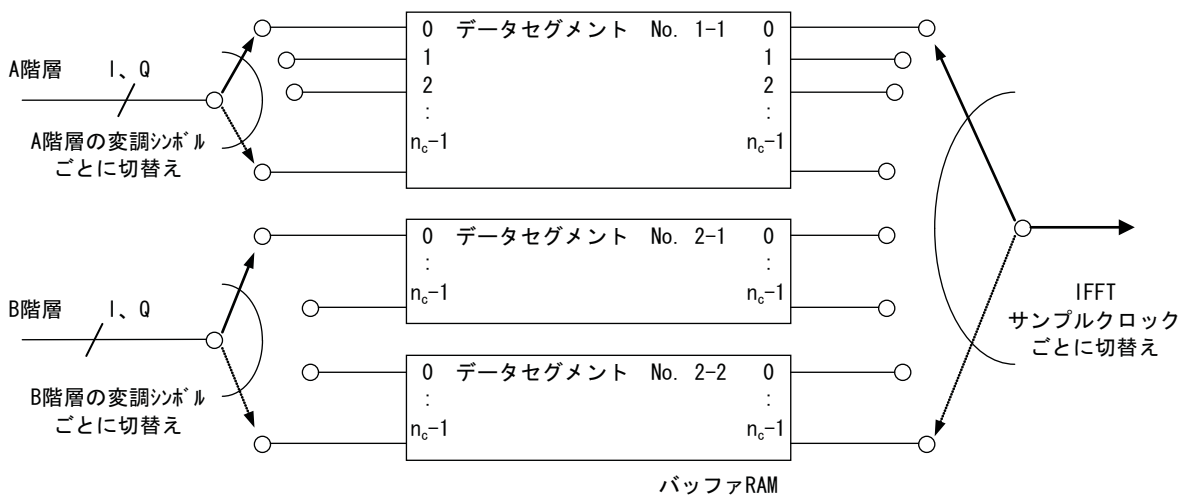 0 データセグメント No. 1-1 0
1 1
2 2
: :
n_c-1 n_c-1
A階層 I、Q
A階層の変調ｼﾝﾎﾞﾙ
ごとに切替え
0 データセグメント No. 2-1 0
: :
n_c-1 n_c-1
B階層 I、Q
B階層の変調ｼﾝﾎﾞﾙ
ごとに切替え
0 データセグメント No. 2-2 0
: :
n_c-1 n_c-1
バッファRAM
IFFT
サンプルクロック
ごとに切替え